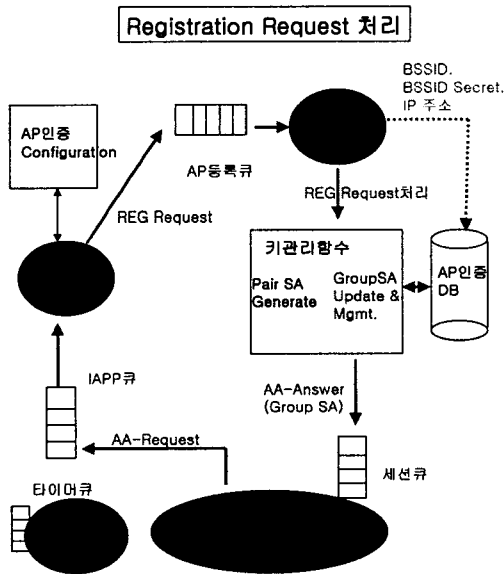 Registration Request 처리
BSSID.
BSSID Secret.
IP 주소
AP인증
Configuration
AP등록큐
REG Request
REG Request처리
키관리함수
Pair SA
Generate
GroupSA
Update &
Mgmt.
AP인증
DB
IAPP큐
AA-Answer
(Group SA)
AA-Request
세션큐
타이머큐